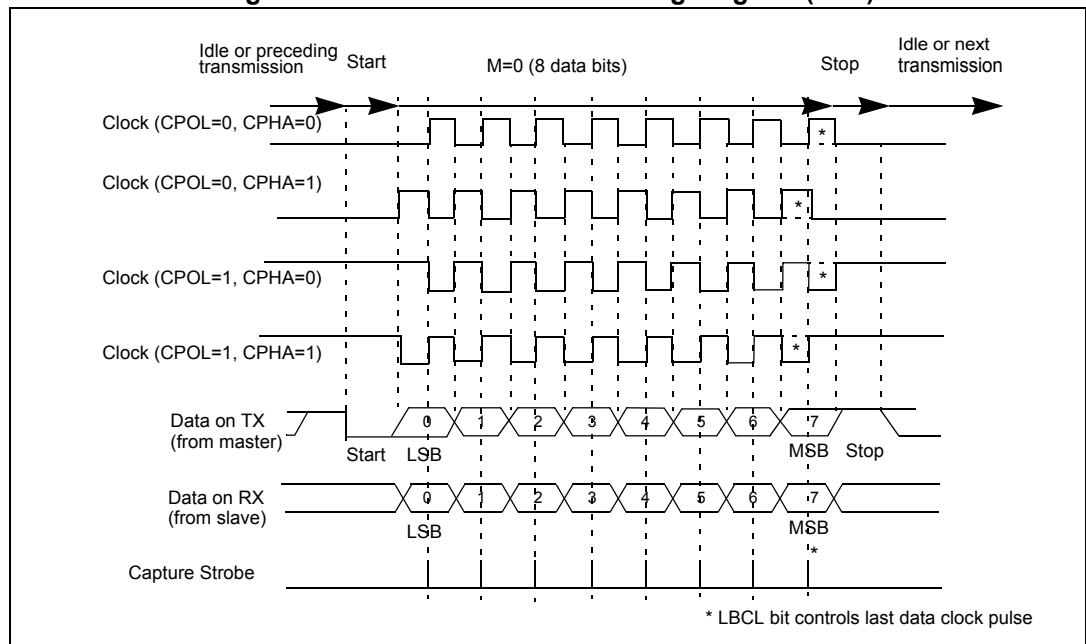 Idle or preceding
transmission
Start
M=0 (8 data bits)
Stop
Idle or next
transmission
Clock (CPOL=0, CPHA=0)
*
Clock (CPOL=0, CPHA=1)
*
Clock (CPOL=1, CPHA=0)
*
Clock (CPOL=1, CPHA=1)
*
Data on TX
(from master)
0 1 2 3 4 5 6 7
Start LSB MSB Stop
Data on RX
(from slave)
0 1 2 3 4 5 6 7
LSB MSB
*
Capture Strobe
* LBCL bit controls last data clock pulse